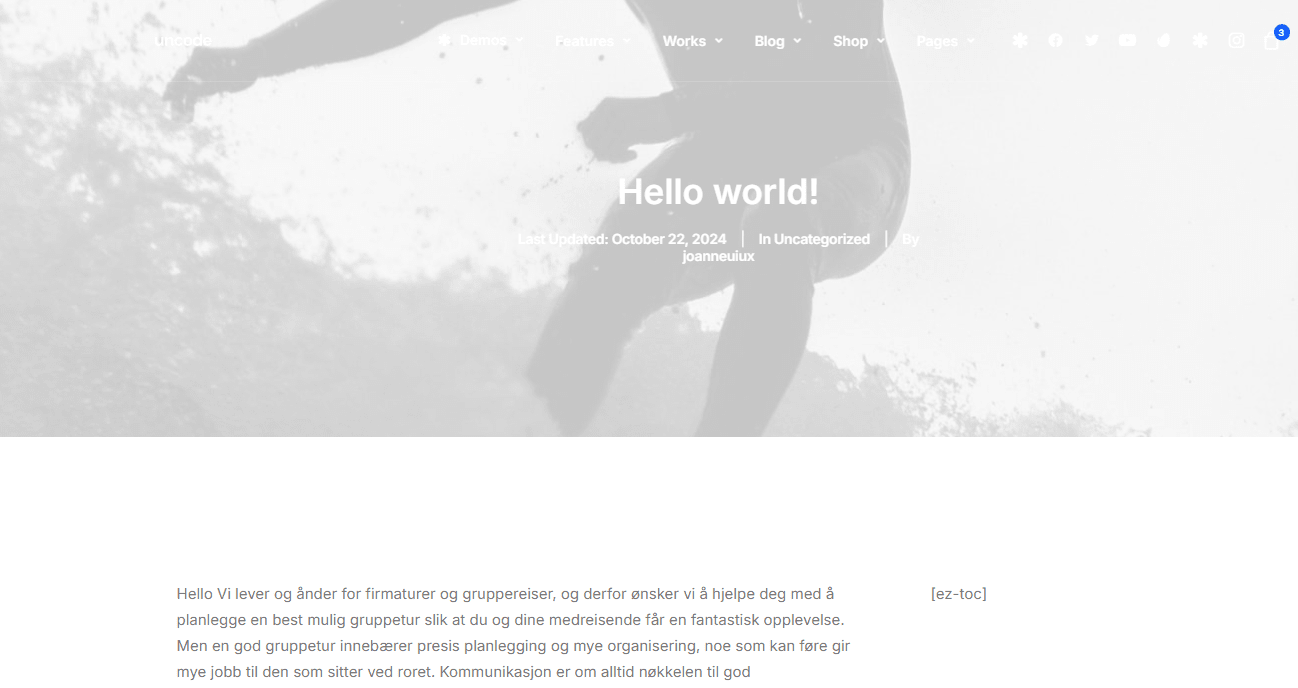 uncode Demos Features Works Blog Shop Pages 3
Hello world!
Last Updated: October 22, 2024 | In Uncategorized | By
joanneuiux
Hello Vi lever og ånder for firmaturer og gruppereiser, og derfor ønsker vi å hjelpe deg med å
planlegge en best mulig gruppetur slik at du og dine medreisende får en fantastisk opplevelse.
Men en god gruppetur innebærer presis planlegging og mye organisering, noe som kan føre gir
mye jobb til den som sitter ved roret. Kommunikasjon er om alltid nøkkelen til god
[ez-toc]